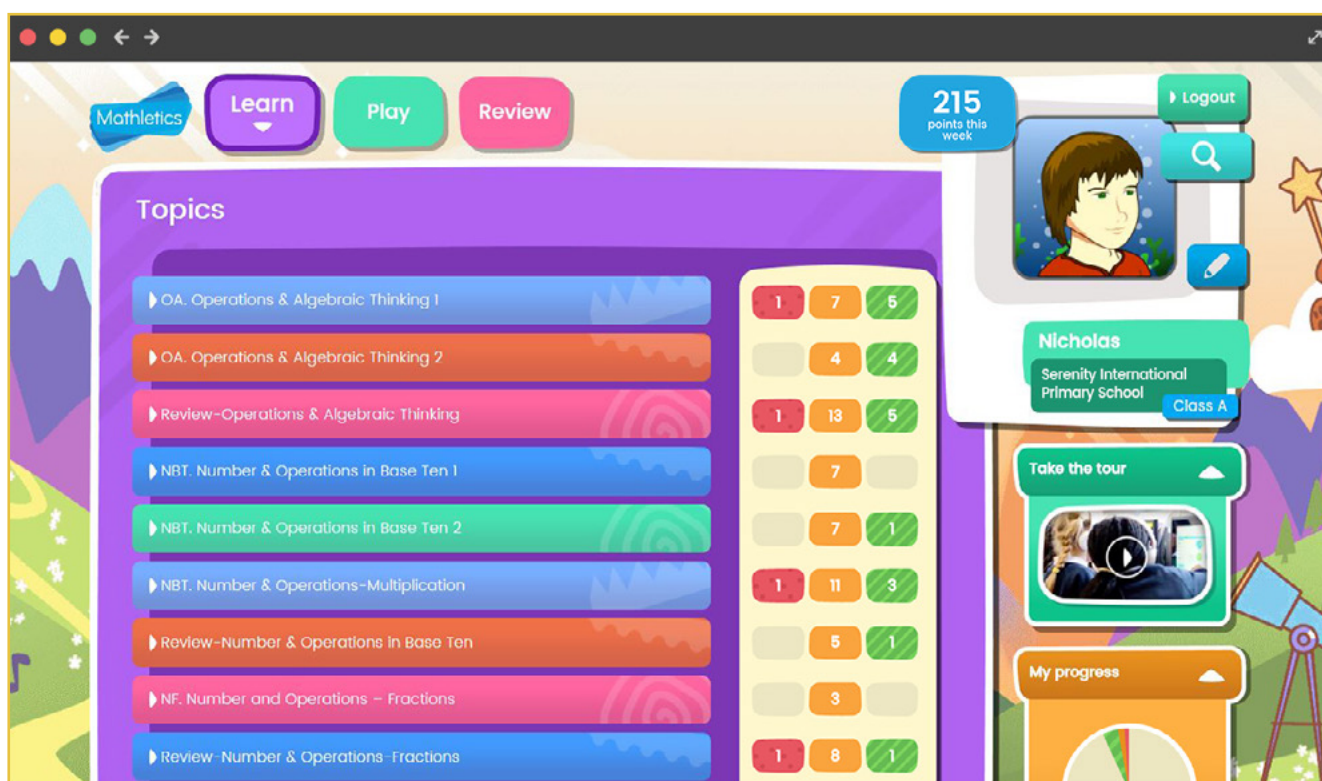 Mathletics
Learn
Play
Review
215
points this
week
Logout
Topics
OA. Operations & Algebraic Thinking 1
1 7 5
OA. Operations & Algebraic Thinking 2
4 4
Review-Operations & Algebraic Thinking
1 13 5
NBT. Number & Operations in Base Ten 1
7
NBT. Number & Operations in Base Ten 2
7 1
NBT. Number & Operations-Multiplication
1 11 3
Review-Number & Operations in Base Ten
5 1
NF. Number and Operations – Fractions
3
Review-Number & Operations-Fractions
1 8 1
Nicholas
Serenity International
Primary School
Class A
Take the tour
My progress